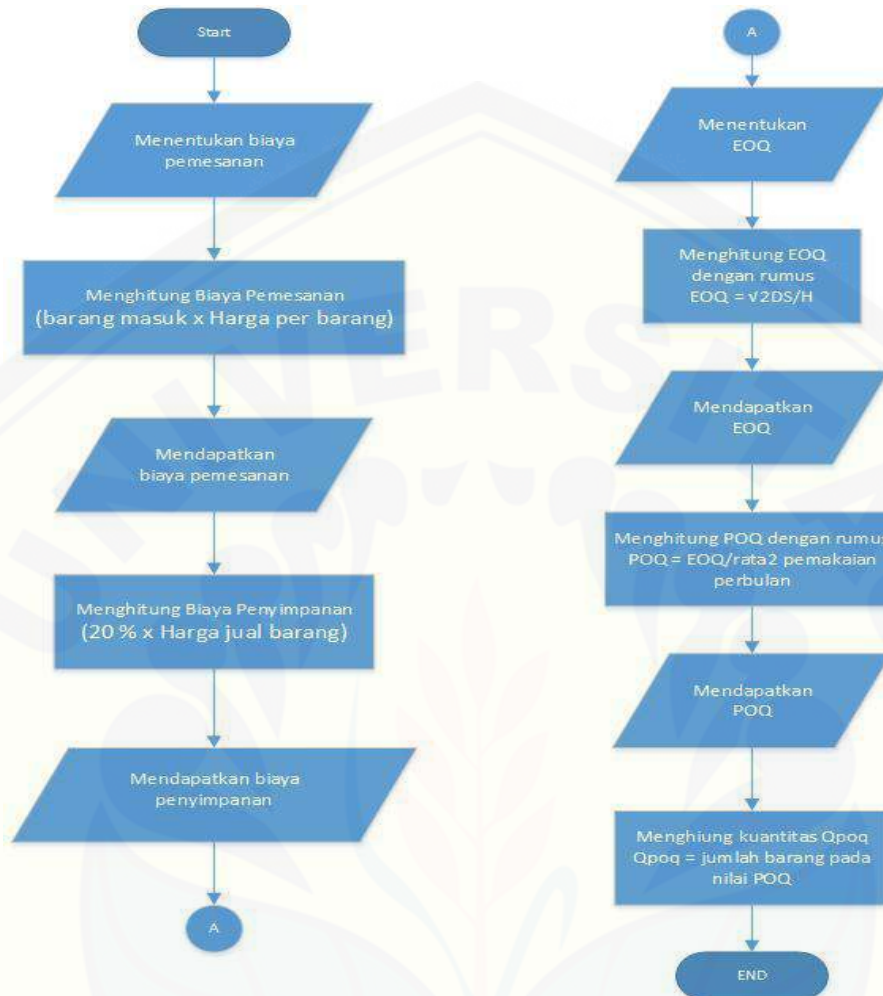 Start
Menentukan biaya
pemesanan
Menghitung Biaya Pemesanan
(barang masuk x Harga per barang)
Mendapatkan
biaya pemesanan
Menghitung Biaya Penyimpanan
(20 % x Harga jual barang)
Mendapatkan biaya
penyimpanan
A
A
Menentukan
EOQ
Menghitung EOQ
dengan rumus
EOQ = √2DS/H
Mendapatkan
EOQ
Menghitung POQ dengan rumus
POQ = EOQ/rata2 pemakaian
perbulan
Mendapatkan
POQ
Menghiung kuantitas Qpoq
Qpoq = jumlah barang pada
nilai POQ
END
UNIVERSITA